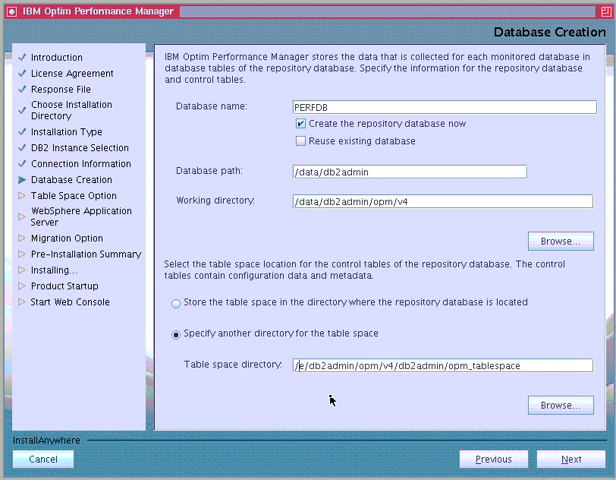 IBM Optim Performance Manager
Database Creation
Introduction
License Agreement
Response File
Choose Installation
Directory
Installation Type
DB2 Instance Selection
Connection Information
Database Creation
Table Space Option
WebSphere Application
Server
Migration Option
Pre-Installation Summary
Installing...
Product Startup
Start Web Console
IBM Optim Performance Manager stores the data that is collected for each monitored database in
database tables of the repository database. Specify the information for the repository database
and control tables.
Database name:
PERFDB
Create the repository database now
Reuse existing database
Database path:
/data/db2admin
Working directory:
/data/db2admin/opm/v4
Browse...
Select the table space location for the control tables of the repository database. The control
tables contain configuration data and metadata.
Store the table space in the directory where the repository database is located
Specify another directory for the table space
Table space directory:
/e/db2admin/opm/v4/db2admin/opm_tablespace
Browse...
InstallAnywhere
Cancel
Previous
Next